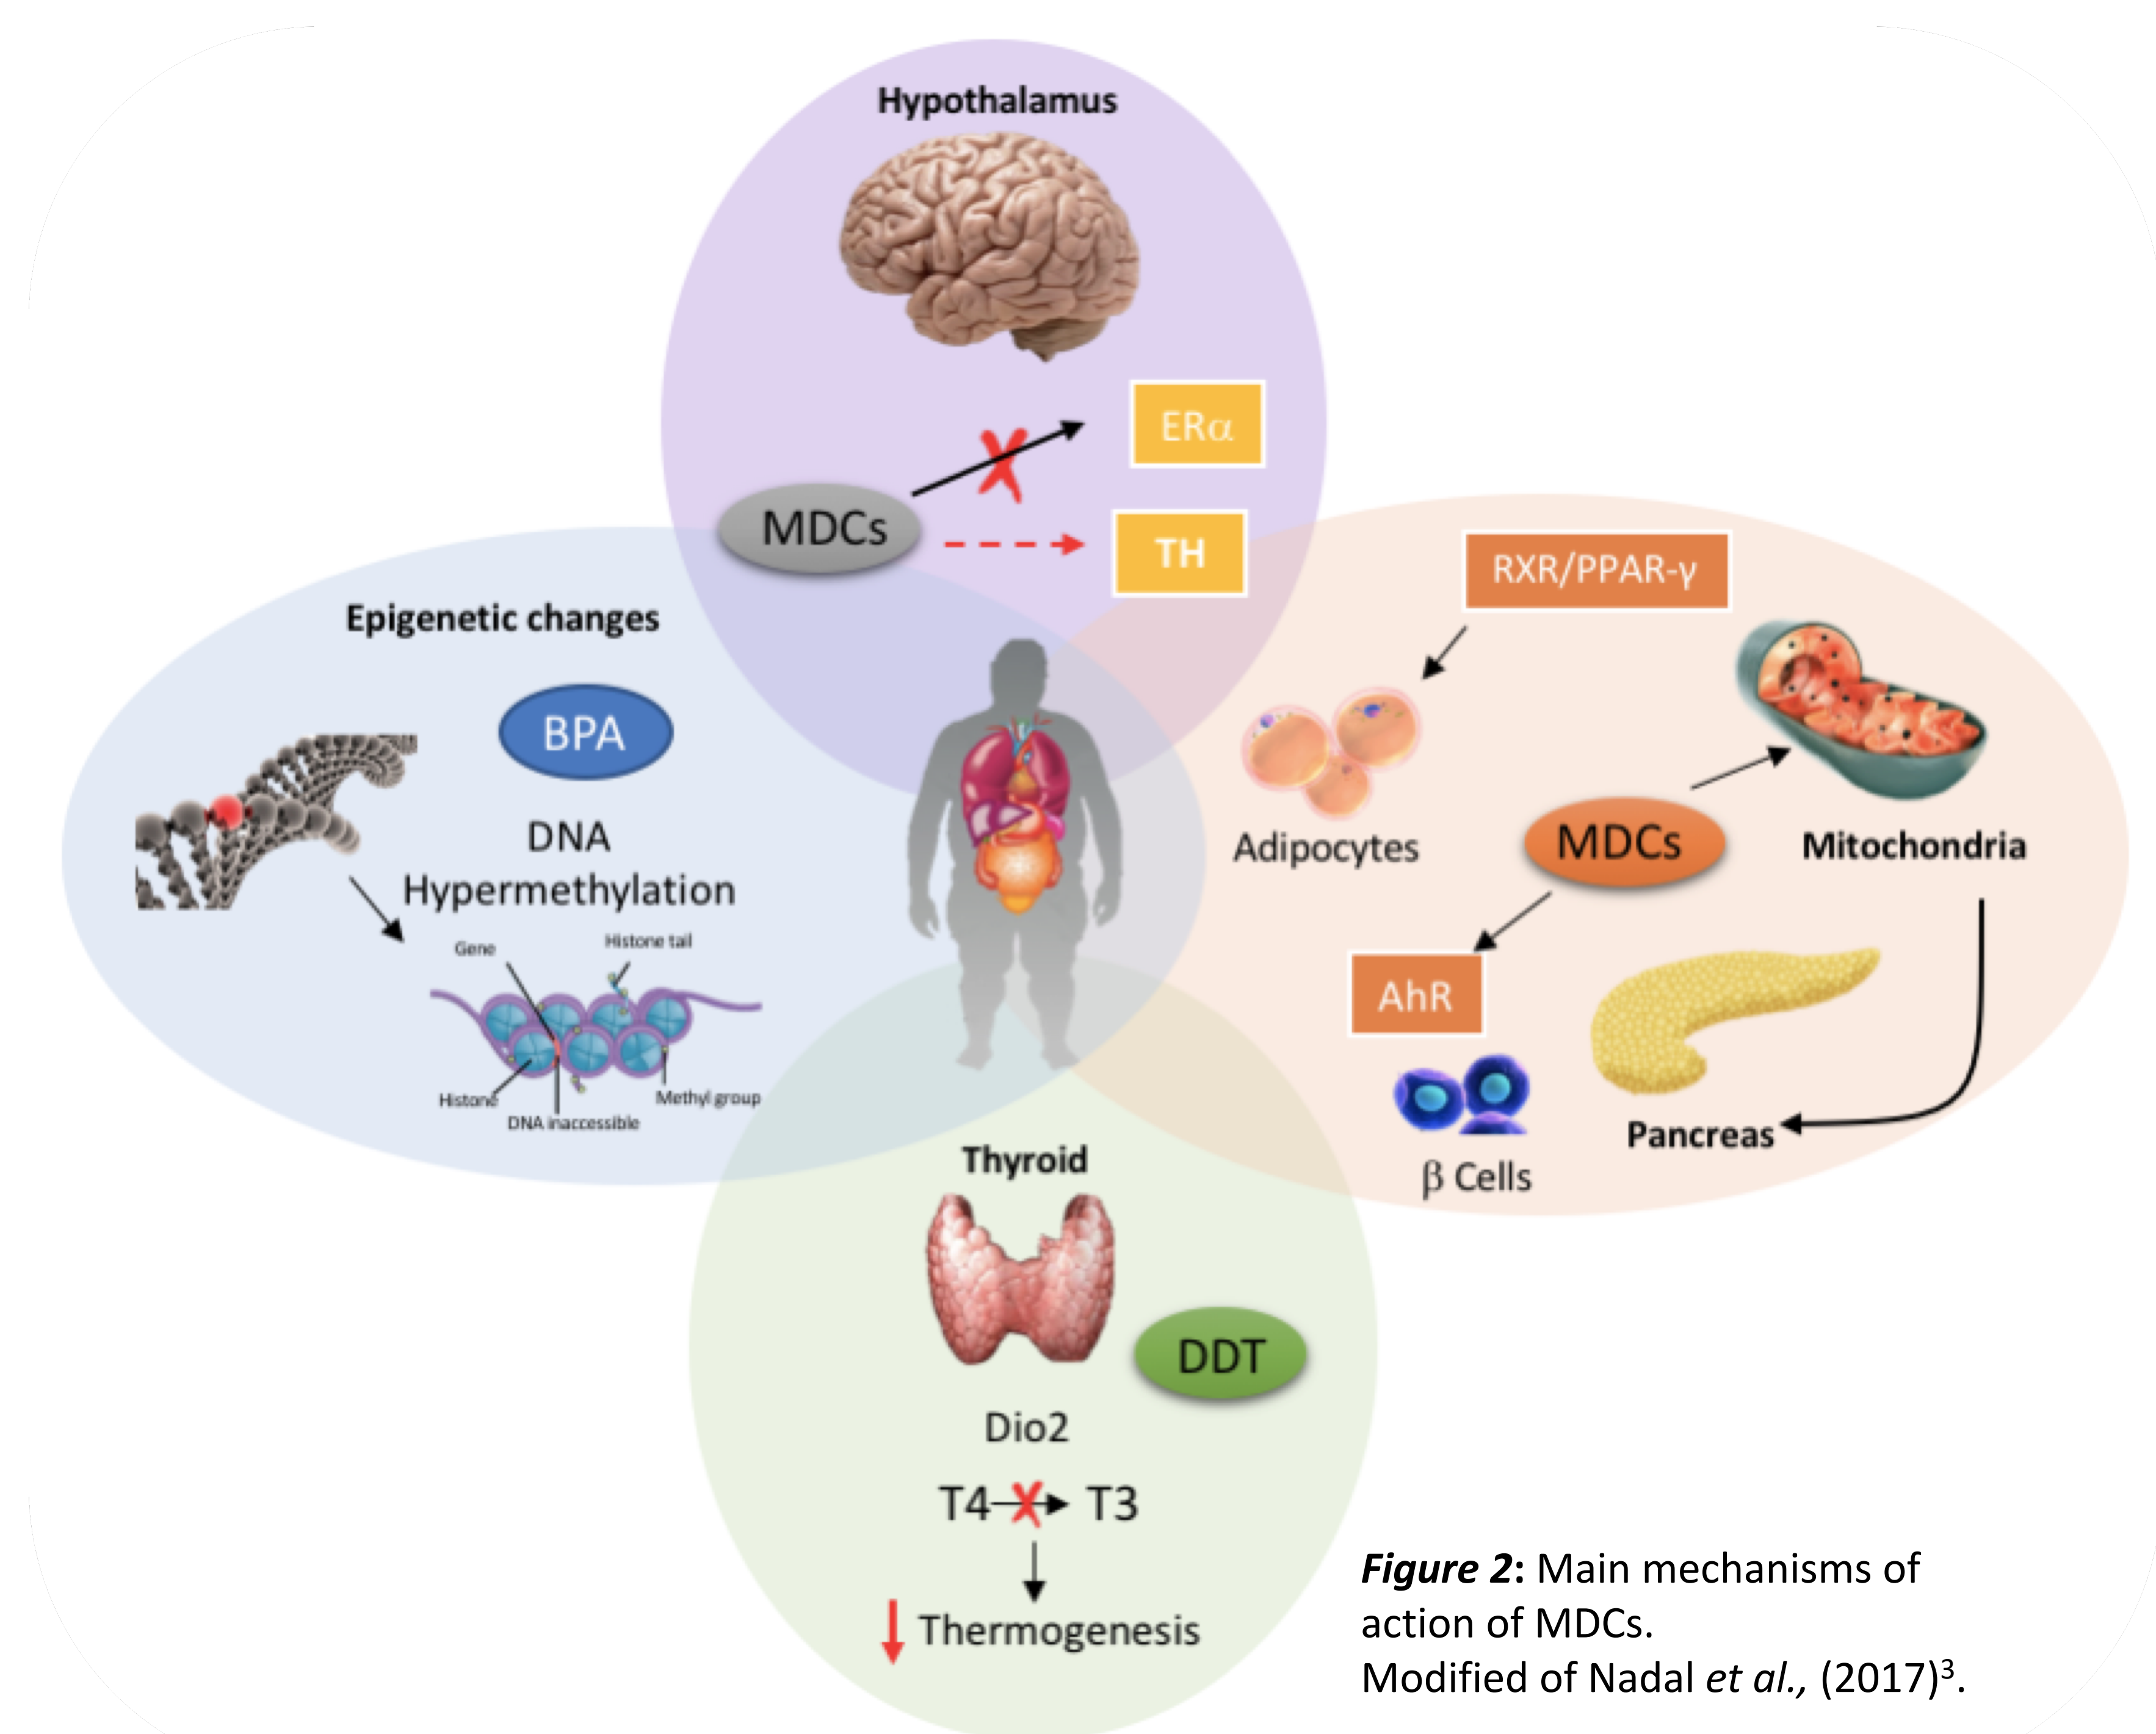 Hypothalamus
ERα
MDCs
TH
Epigenetic changes
BPA
DNA
Hypermethylation
Gene
Histone tail
Histone
DNA inaccessible
Methyl group
RXR/PPAR-γ
Adipocytes
MDCs
Mitochondria
AhR
β Cells
Pancreas
Thyroid
DDT
Dio2
T4 T3
Thermogenesis
Figure 2: Main mechanisms of
action of MDCs.
Modified of Nadal et al., (2017)³.